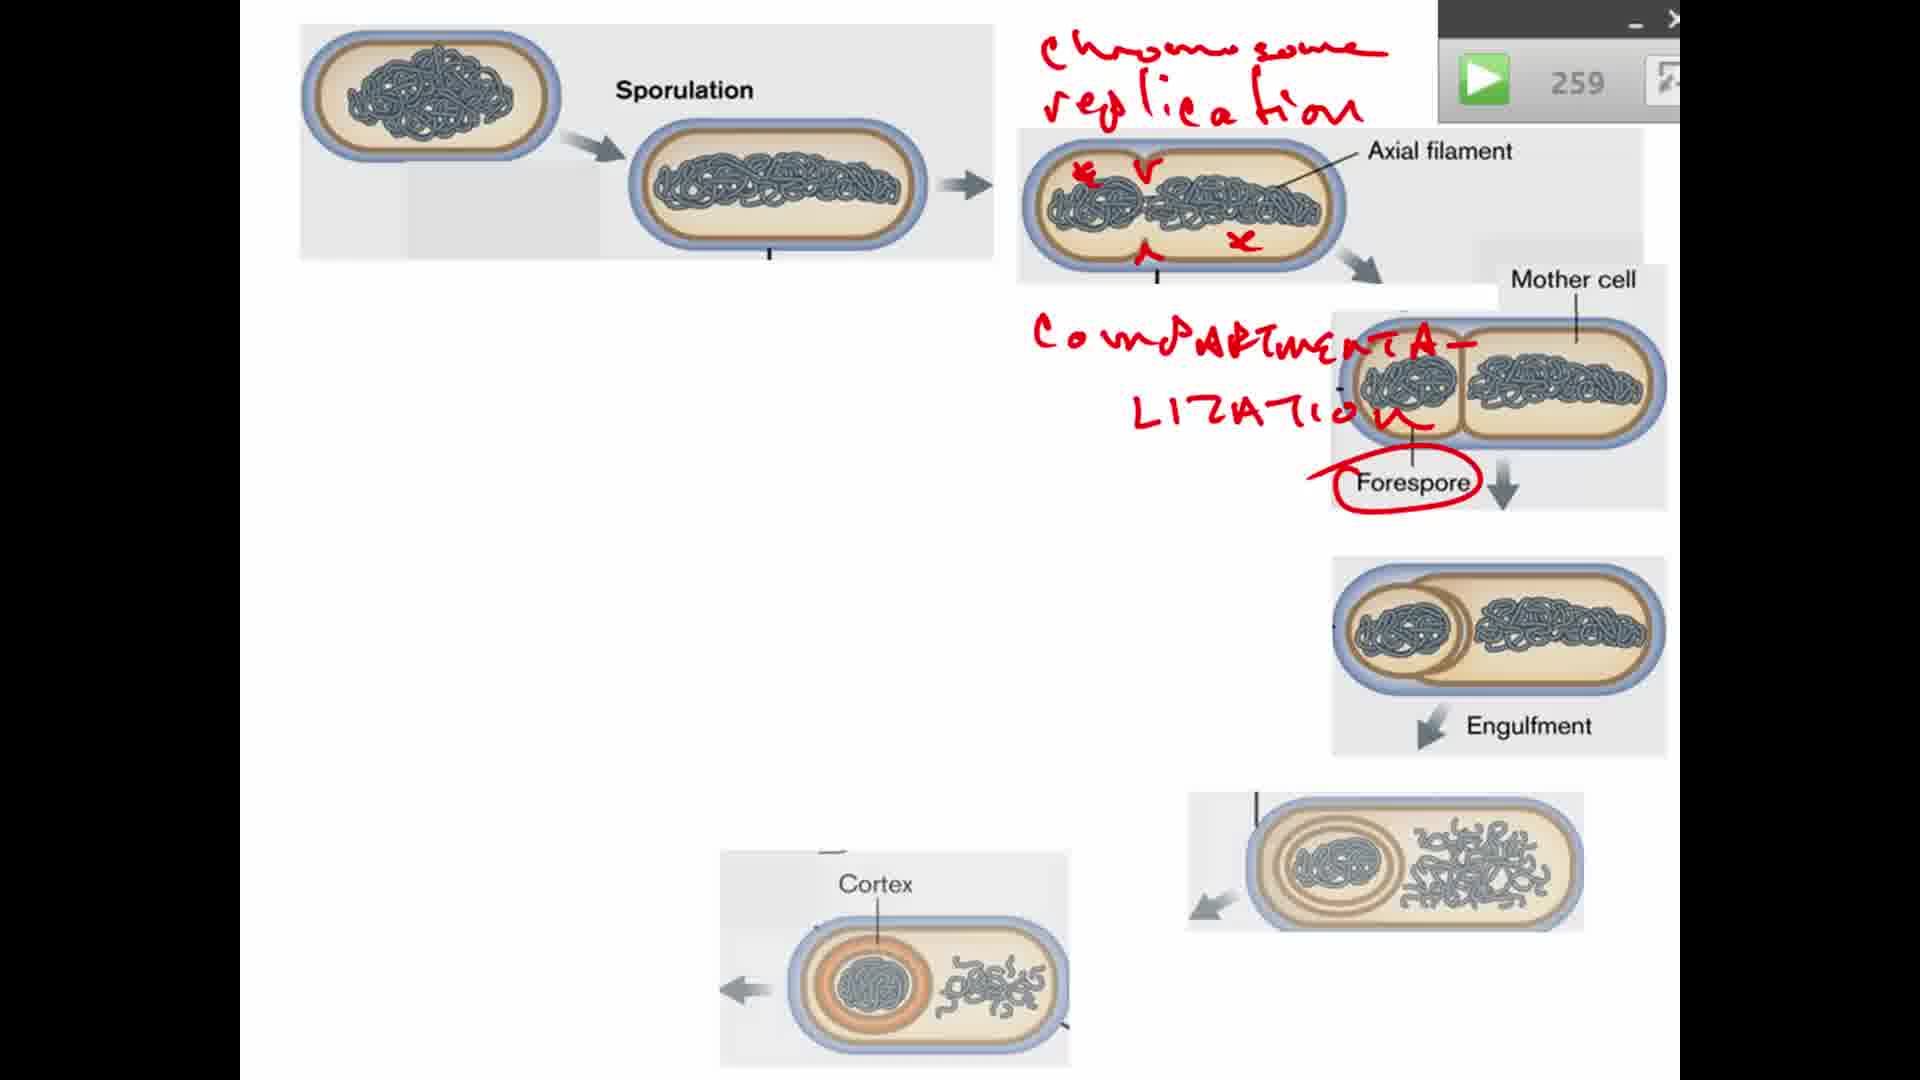 chromosome
replication
259
Sporulation
Axial filament
Mother cell
COMPARTMENTA-
LIZATION
Forespore
Engulfment
Cortex